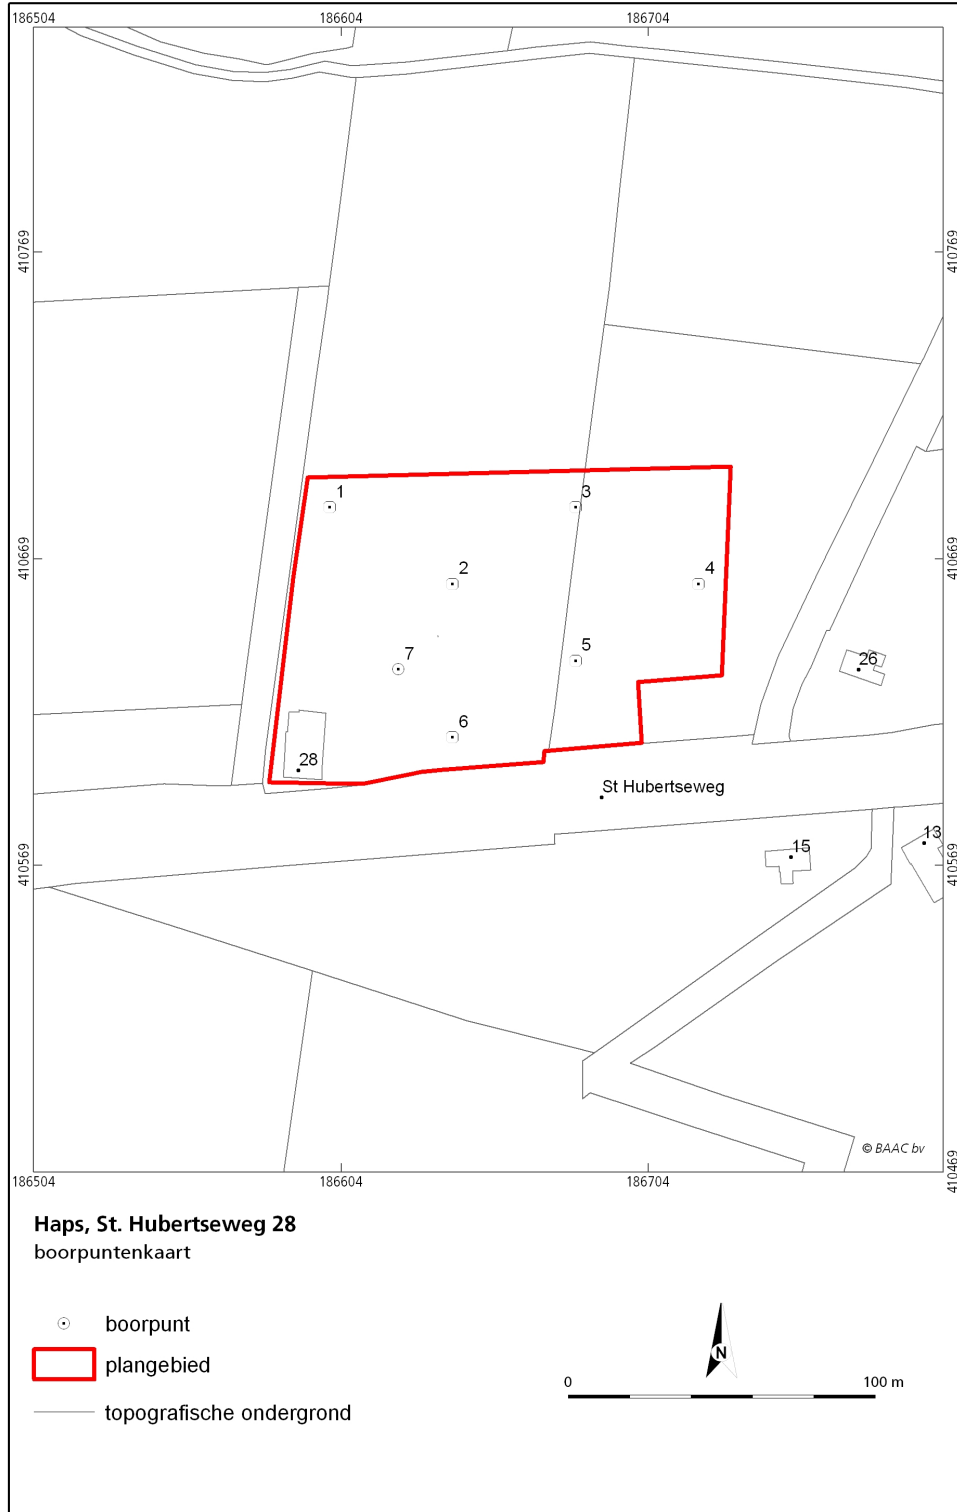 186504 186604 186704
410769 410769
1 3
410669 410669
2 4
5
7 26
6
28
St Hubertseweg
13
15
410569 410569
© BAAC bv
410469
186504 186604 186704
Haps, St. Hubertseweg 28
boorpuntenkaart
boorpunt
plangebied
topografische ondergrond
N
0 100 m